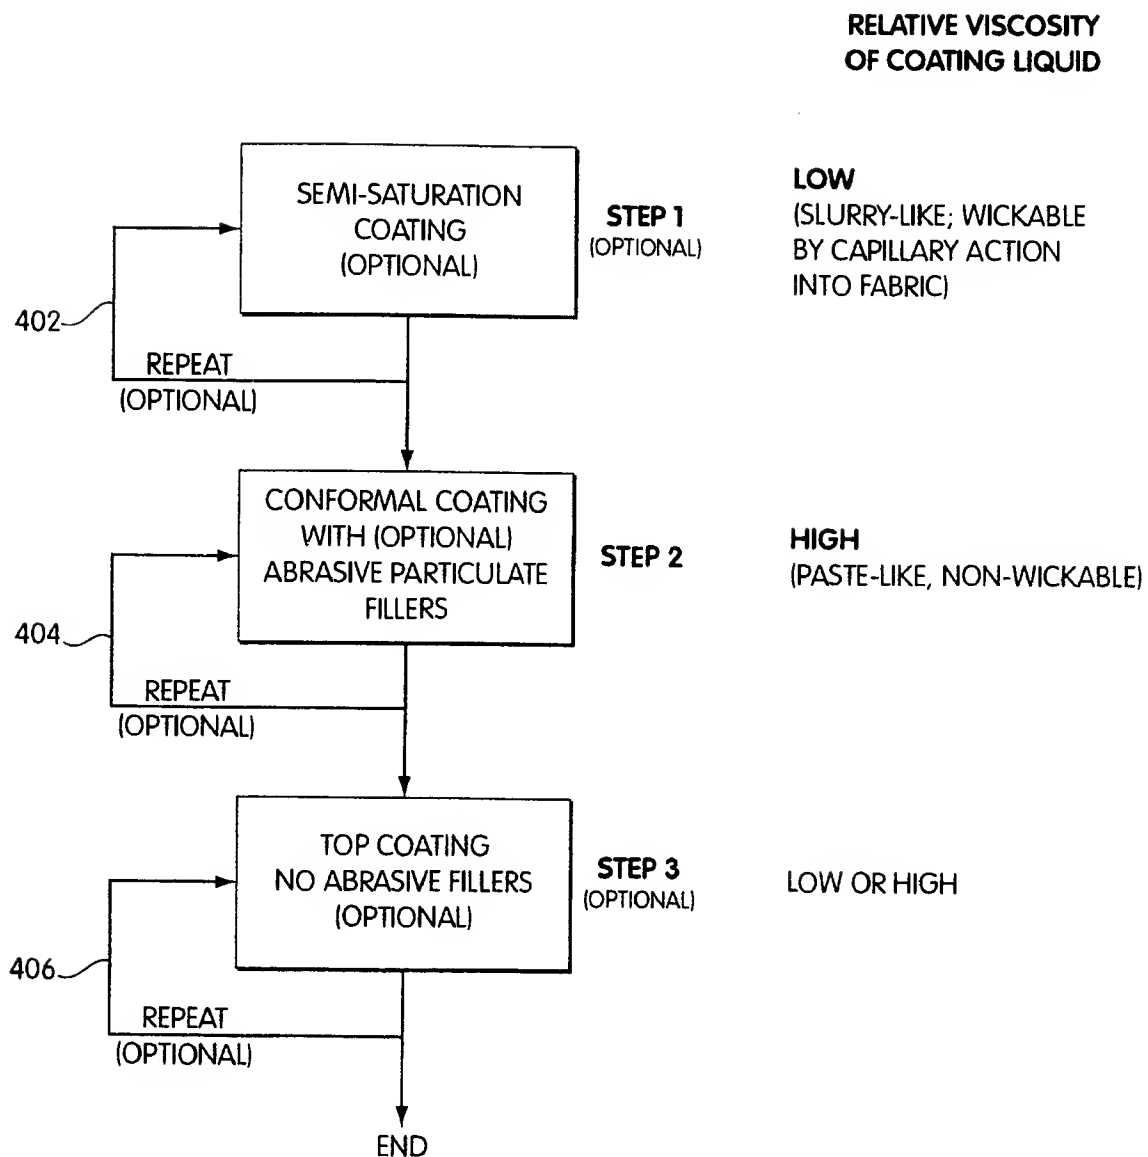 RELATIVE VISCOSITY
OF COATING LIQUID
SEMI-SATURATION
COATING
(OPTIONAL)
STEP 1
(OPTIONAL)
LOW
(SLURRY-LIKE; WICKABLE
BY CAPILLARY ACTION
INTO FABRIC)
402
REPEAT
(OPTIONAL)
CONFORMAL COATING
WITH (OPTIONAL)
ABRASIVE PARTICULATE
FILLERS
STEP 2
HIGH
(PASTE-LIKE, NON-WICKABLE)
404
REPEAT
(OPTIONAL)
TOP COATING
NO ABRASIVE FILLERS
(OPTIONAL)
STEP 3
(OPTIONAL)
LOW OR HIGH
406
REPEAT
(OPTIONAL)
END